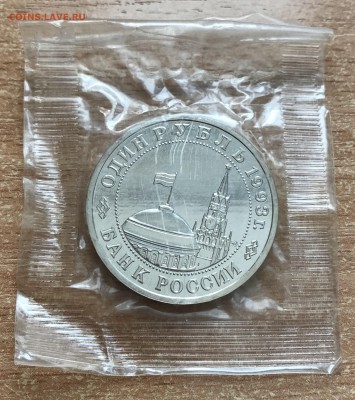 COINS.LAVE.RU
ОДИН РУБЛЬ 1993 г.
БАНК РОССИИ